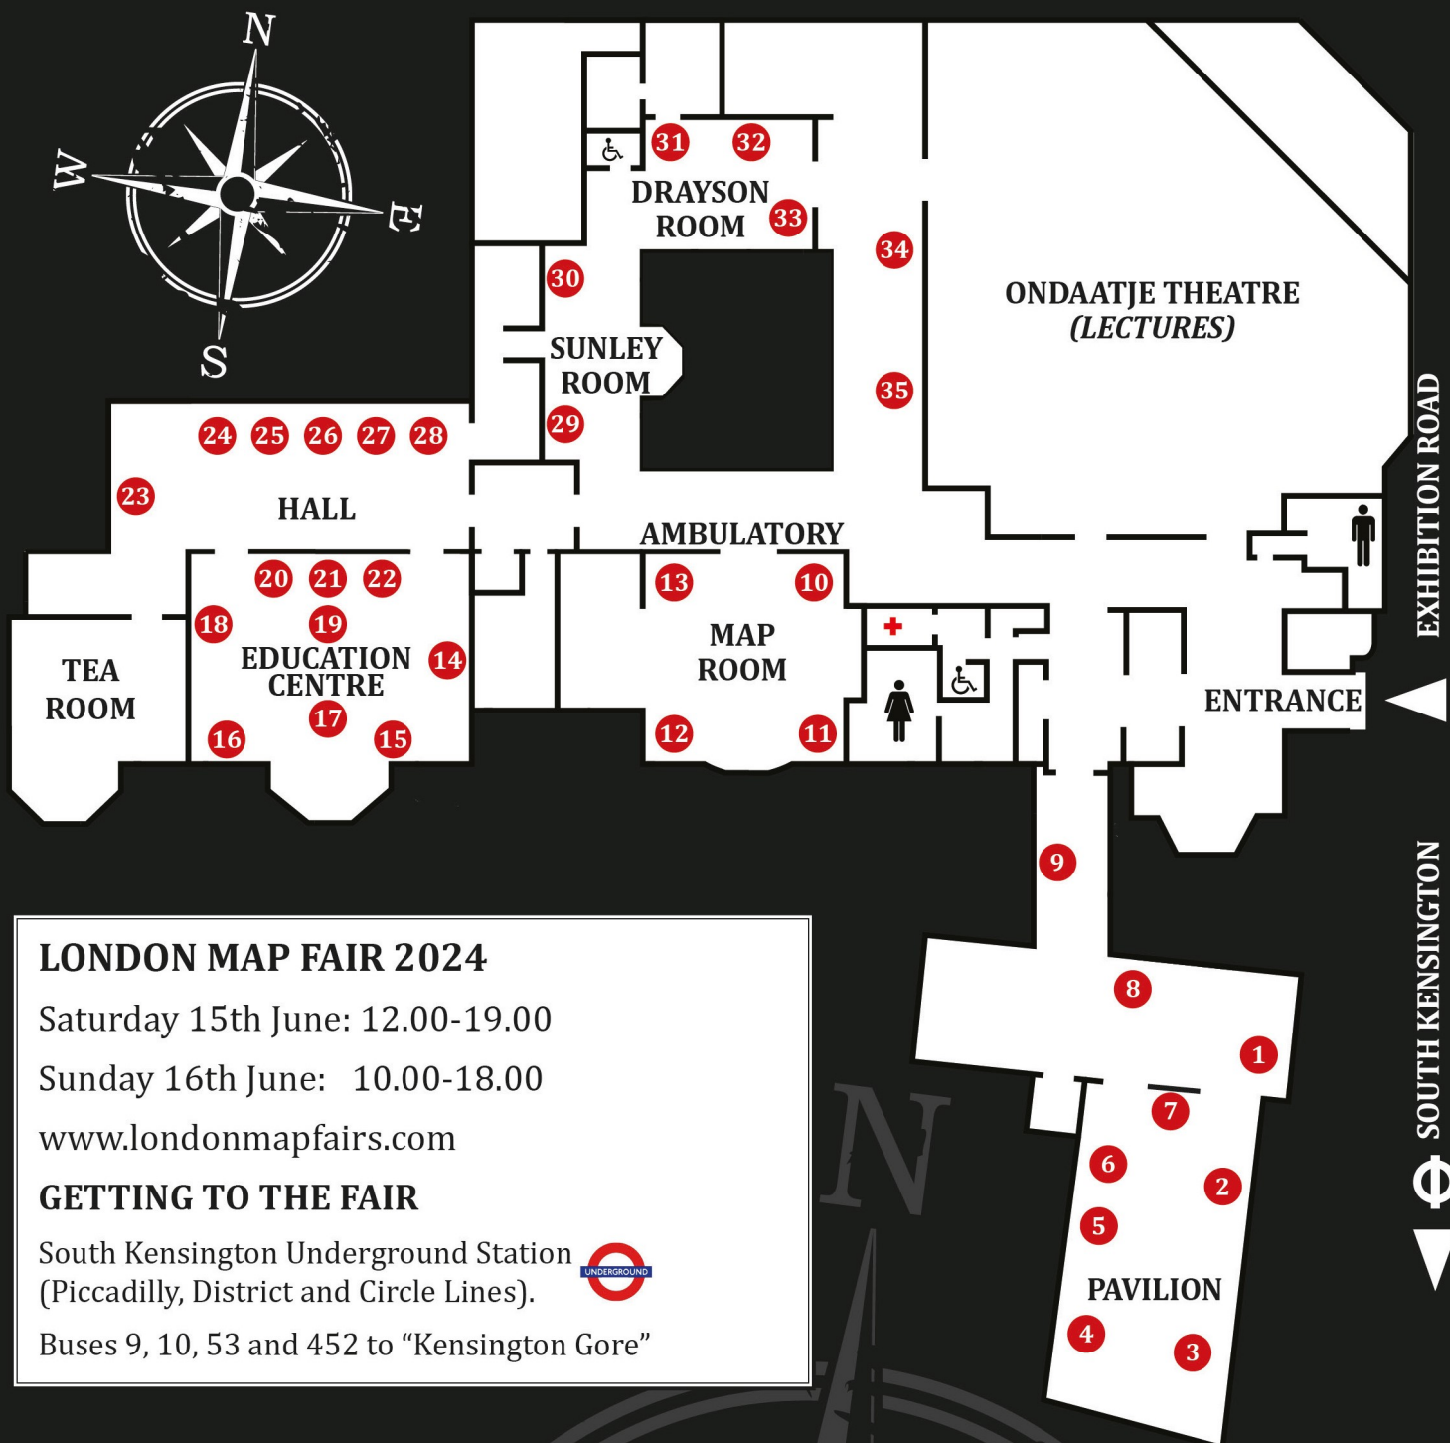 N
W
E
S
31
32
DRAYSON
ROOM
33
30
34
ONDAATJE THEATRE
(LECTURES)
SUNLEY
ROOM
35
29
24
25
26
27
28
23
HALL
AMBULATORY
EXHIBITION ROAD
20
21
22
13
10
18
19
MAP
ROOM
EDUCATION
CENTRE
14
TEA
ROOM
ENTRANCE
17
16
15
12
11
9
SOUTH KENSINGTON
8
1
7
6
2
5
PAVILION
4
3
N
LONDON MAP FAIR 2024
Saturday 15th June: 12.00-19.00
Sunday 16th June: 10.00-18.00
www.londonmapfairs.com
GETTING TO THE FAIR
South Kensington Underground Station
UNDERGROUND
(Piccadilly, District and Circle Lines).
Buses 9, 10, 53 and 452 to “Kensington Gore”